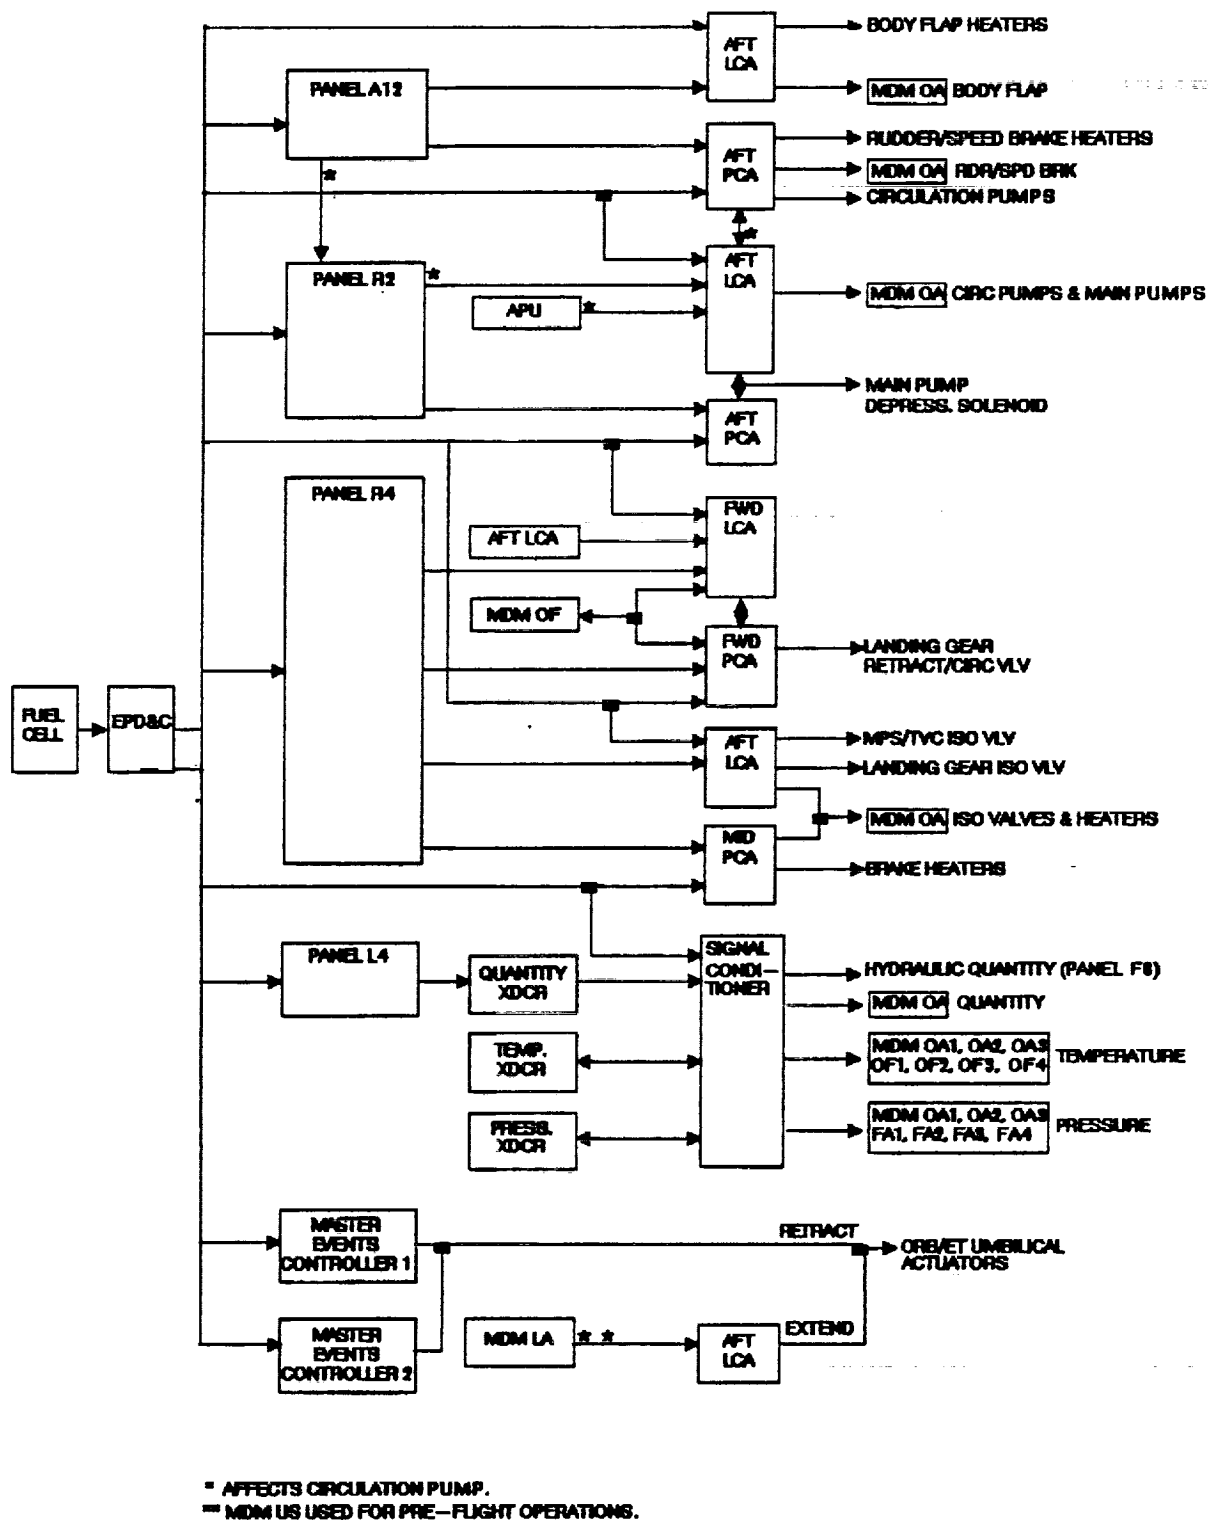 BODY FLAP HEATERS
AFT
LCA
PANEL A12
MDM OA BODY FLAP
RUDDER/SPEED BRAKE HEATERS
AFT
PCA
MDM OA RDR/SPD BRK
*
CIRCULATION PUMPS
*
AFT
LCA
PANEL R2
*
MDM OA CIRC PUMPS & MAIN PUMPS
APU
*
MAIN PUMP
DEPRESS. SOLENOID
AFT
PCA
PANEL R4
FWD
LCA
AFT LCA
MDM OF
FWD
PCA
LANDING GEAR
RETRACT/CIRC VLV
FUEL
CELL
EPD&C
AFT
LCA
MPS/TVC ISO VLV
LANDING GEAR ISO VLV
MDM OA ISO VALVES & HEATERS
MID
PCA
BRAKE HEATERS
PANEL L4
QUANTITY
XDCR
SIGNAL
CONDI-
TIONER
HYDRAULIC QUANTITY (PANEL F8)
MDM OA QUANTITY
TEMP.
XDCR
MDM OA1, OA2, OA3
OF1, OF2, OF3, OF4
TEMPERATURE
PRESS.
XDCR
MDM OA1, OA2, OA3
FA1, FA2, FA3, FA4
PRESSURE
MASTER
EVENTS
CONTROLLER 1
RETRACT
ORB/ET UMBILICAL
ACTUATORS
MASTER
EVENTS
CONTROLLER 2
MDM LA
* *
AFT
LCA
EXTEND
* AFFECTS CIRCULATION PUMP.
** MDM US USED FOR PRE-FLIGHT OPERATIONS.